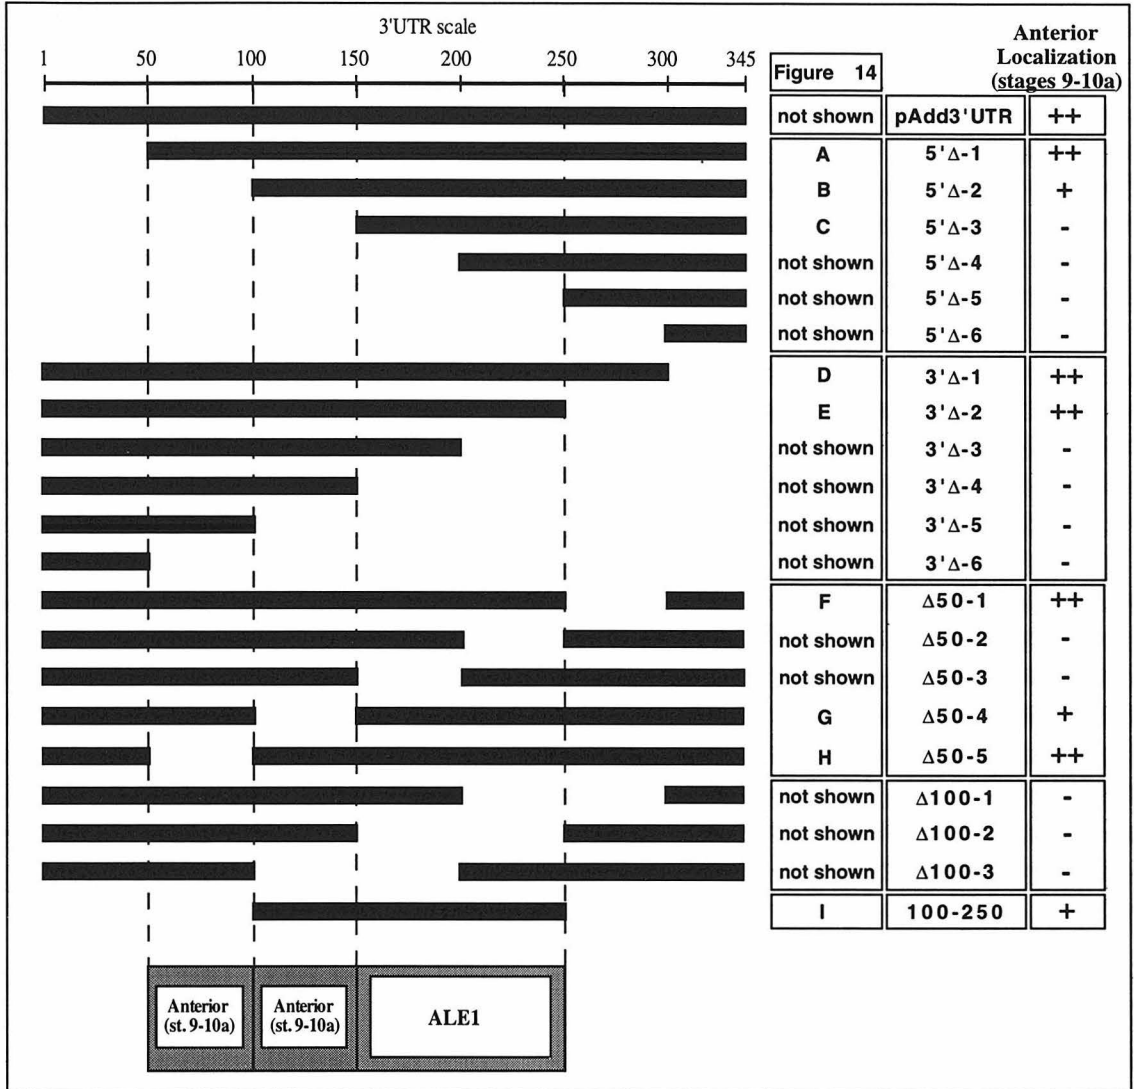 3'UTR scale
1 50 100 150 200 250 300 345
Figure 14
Anterior
Localization
(stages 9-10a)
not shown pAdd3'UTR ++
A 5'Δ-1 ++
B 5'Δ-2 +
C 5'Δ-3 -
not shown 5'Δ-4 -
not shown 5'Δ-5 -
not shown 5'Δ-6 -
D 3'Δ-1 ++
E 3'Δ-2 ++
not shown 3'Δ-3 -
not shown 3'Δ-4 -
not shown 3'Δ-5 -
not shown 3'Δ-6 -
F Δ50-1 ++
not shown Δ50-2 -
not shown Δ50-3 -
G Δ50-4 +
H Δ50-5 ++
not shown Δ100-1 -
not shown Δ100-2 -
not shown Δ100-3 -
I 100-250 +
Anterior
(st. 9-10a)
Anterior
(st. 9-10a)
ALE1